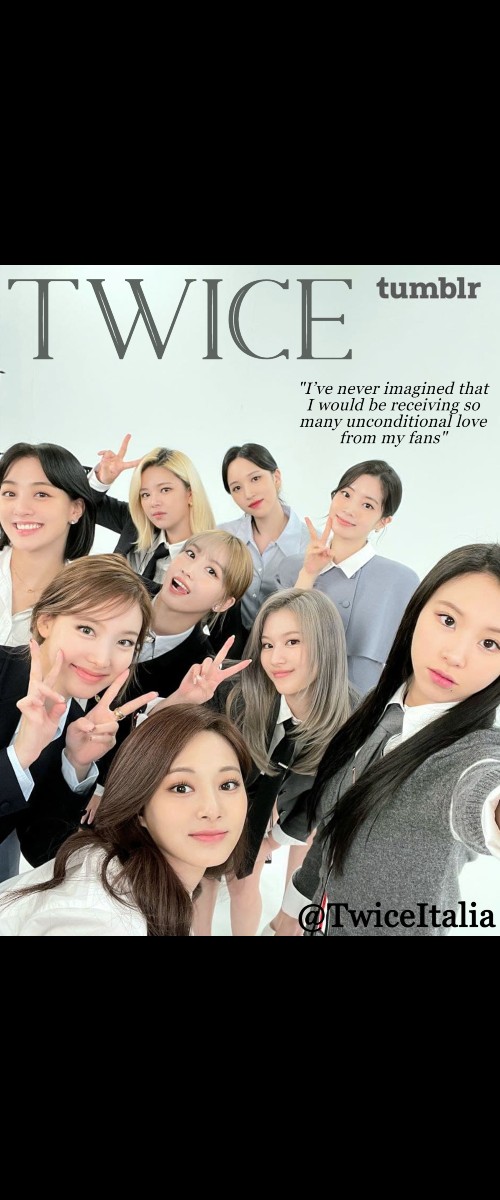 TWICE
tumblr
"I've never imagined that
I would be receiving so
many unconditional love
from my fans"
@TwiceItalia